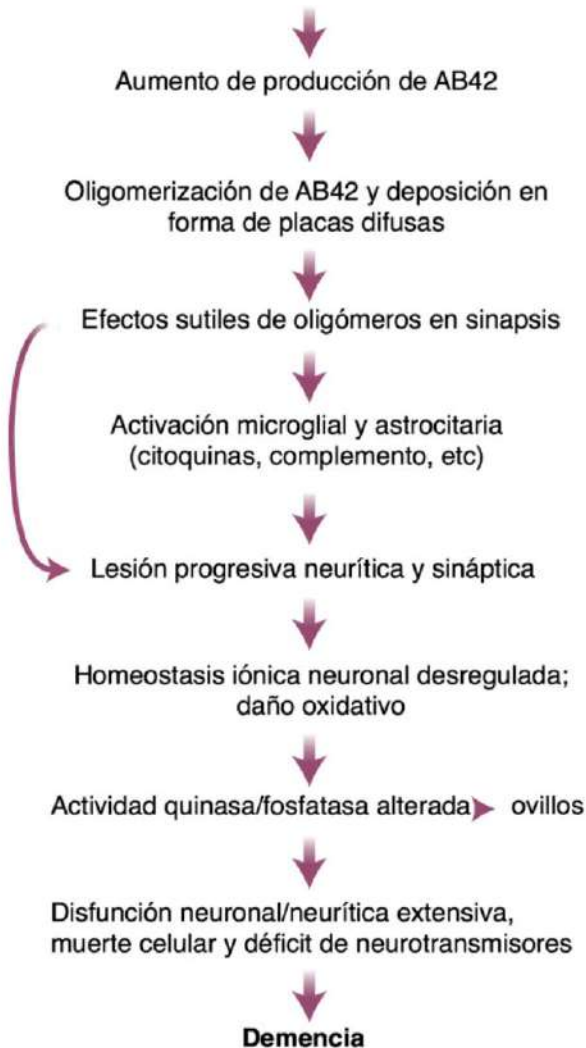 Aumento de producción de AB42
Oligomerización de AB42 y deposición en
forma de placas difusas
Efectos sutiles de oligómeros en sinapsis
Activación microglial y astrocitaria
(citoquinas, complemento, etc)
Lesión progresiva neurítica y sináptica
Homeostasis iónica neuronal desregulada;
daño oxidativo
Actividad quinasa/fosfatasa alterada ovillos
Disfunción neuronal/neurítica extensiva,
muerte celular y déficit de neurotransmisores
Demencia